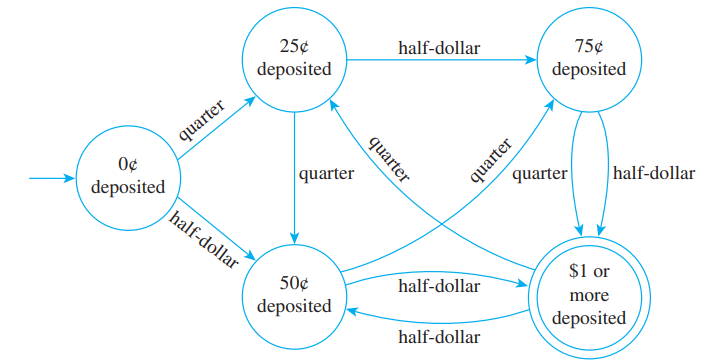 25¢
deposited
half-dollar
75¢
deposited
quarter
0¢
deposited
quarter
quarter
quarter
quarter
half-dollar
half-dollar
50¢
deposited
half-dollar
half-dollar
$1 or
more
deposited